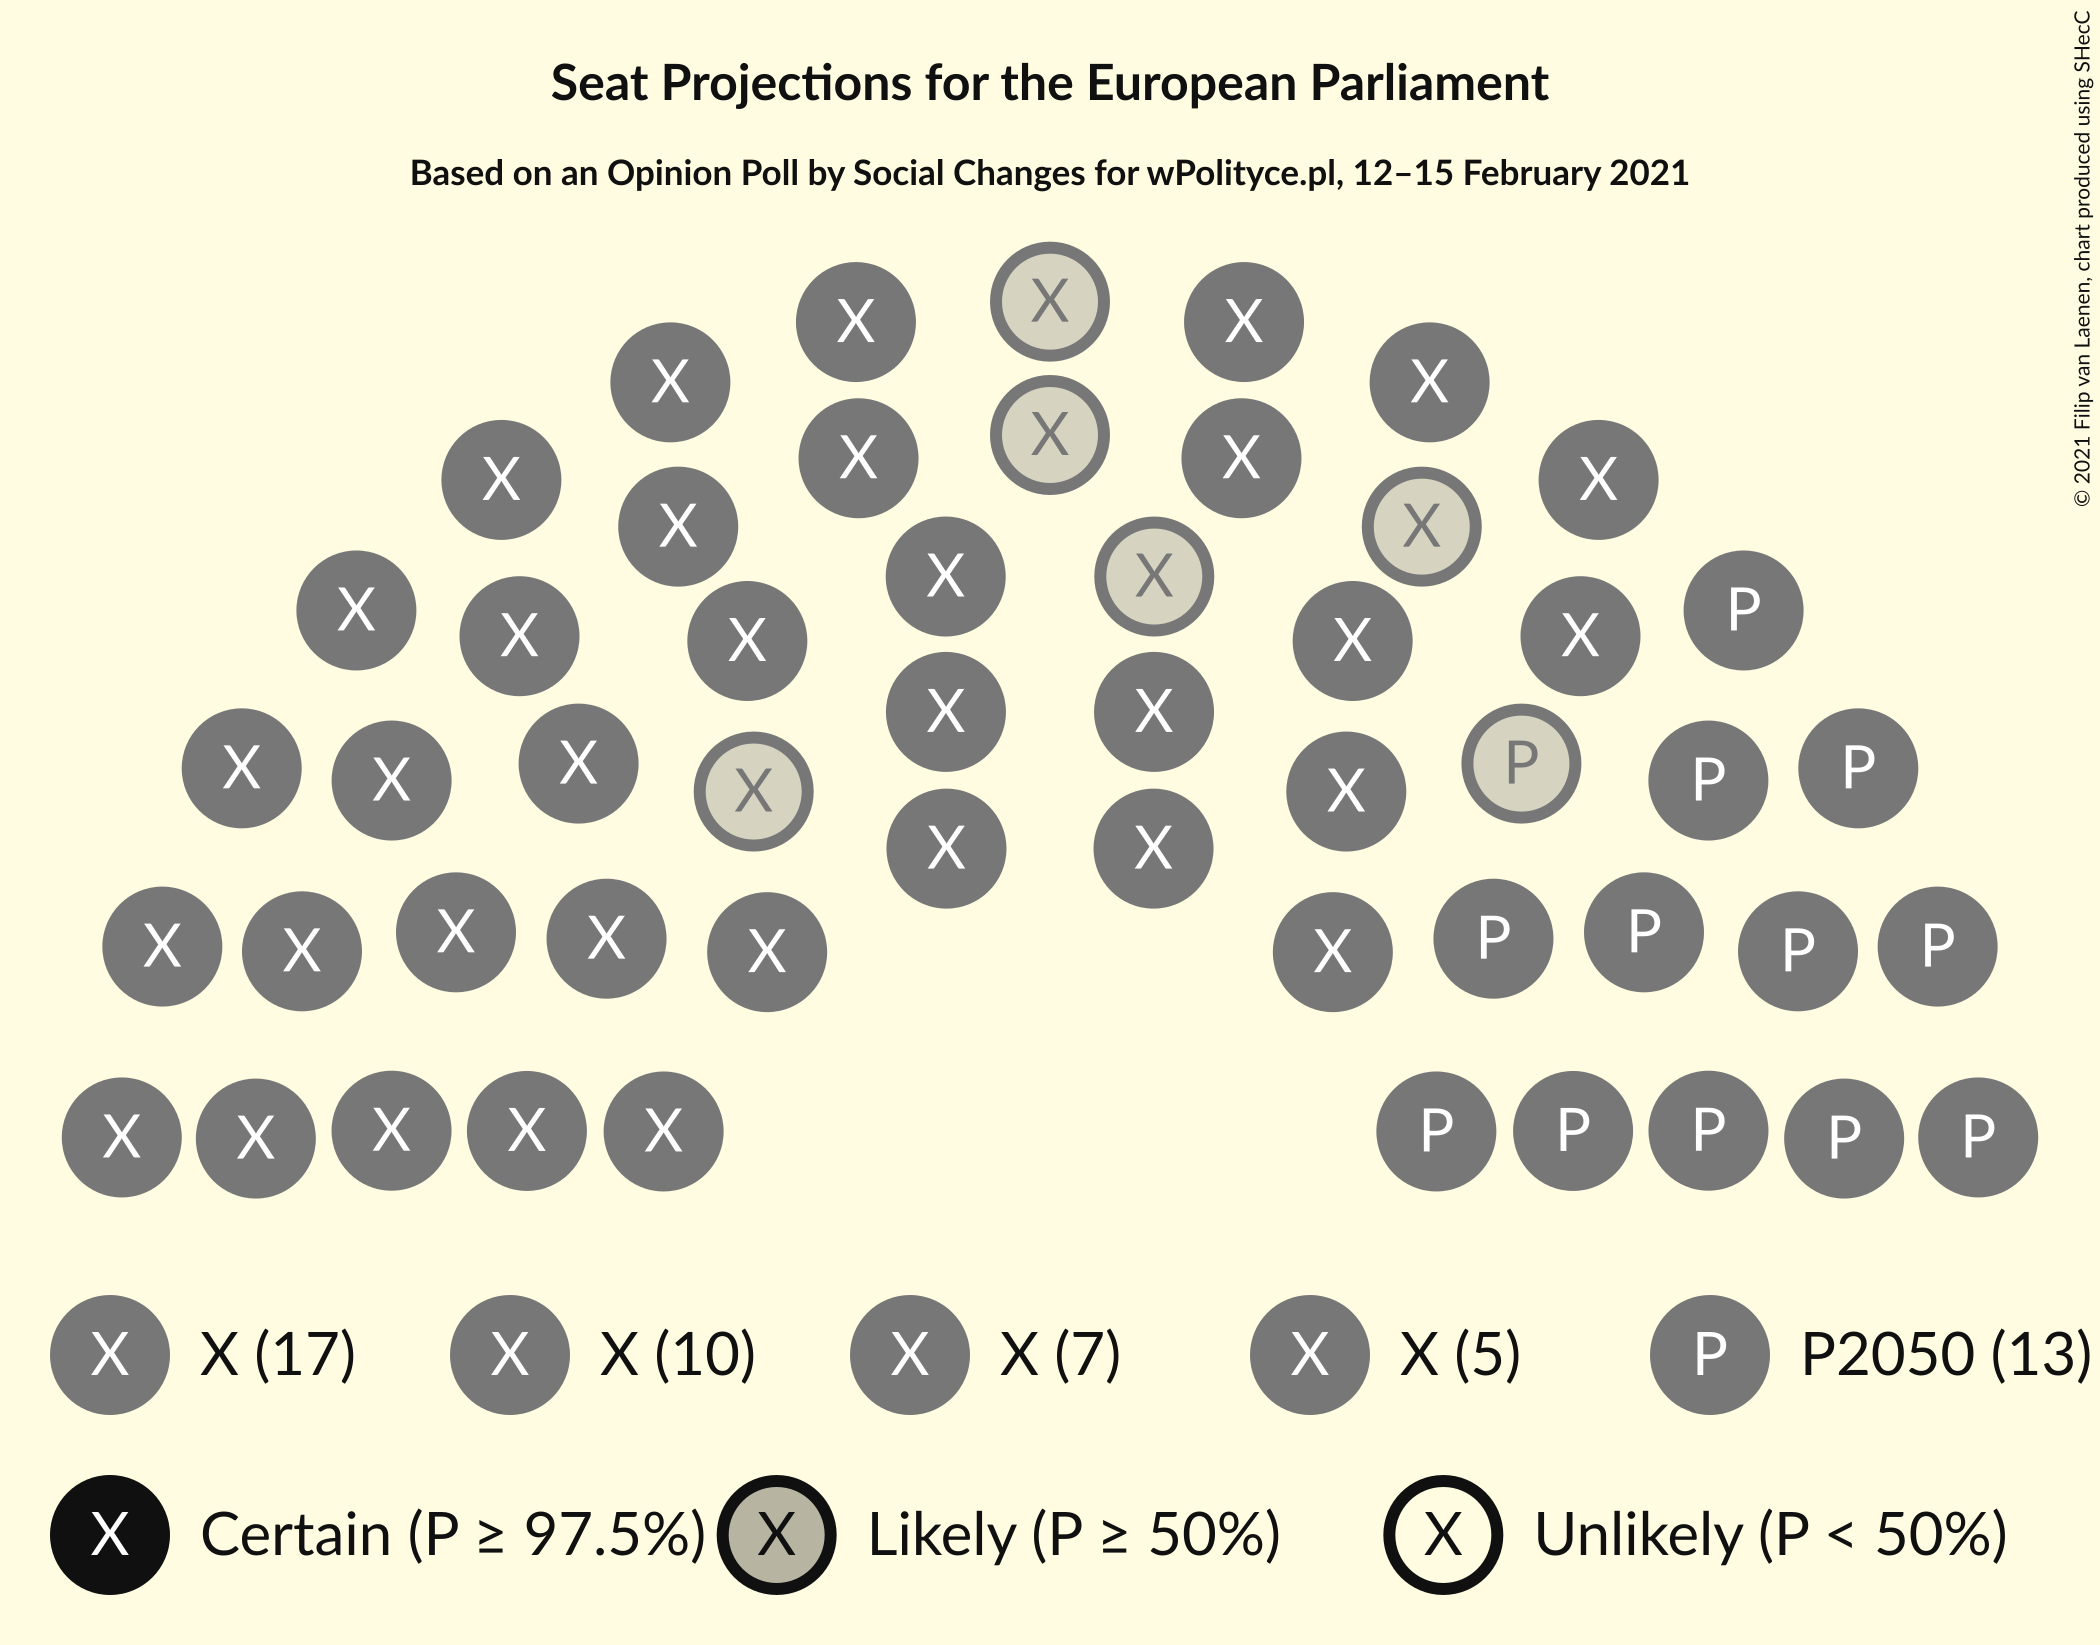 Seat Projections for the European Parliament
Based on an Opinion Poll by Social Changes for wPolityce.pl, 12–15 February 2021
© 2021 Filip van Laenen, chart produced using SHecC
X X X
X X
X X X
X X
X X X
X X X X
X X X P
X X
X P X P
X X X X X P P
X X
X X P P
X X P P
X X X X
X X P P
X X X P P P
X X P P
X (17)
X X (10)
X X (7)
X X (5)
P P2050 (13)
X Certain (P ≥ 97.5%) X Likely (P ≥ 50%) X Unlikely (P < 50%)